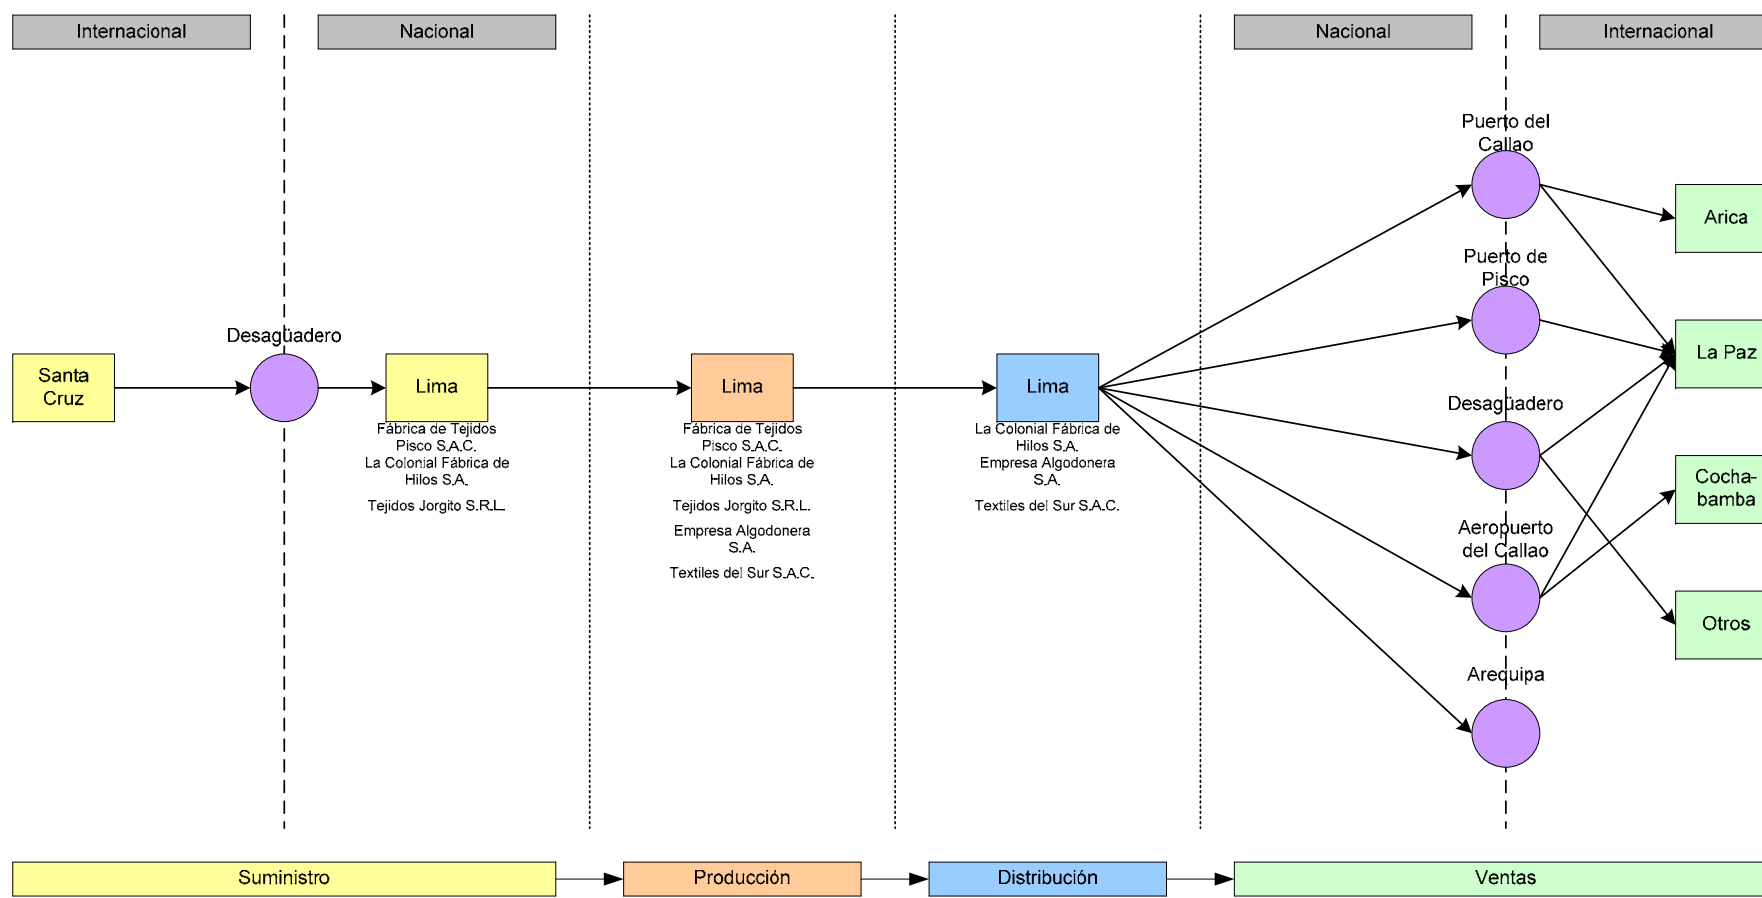 Internacional
Nacional
Nacional
Internacional
Puerto del
Callao
Arica
Puerto de
Pisco
La Paz
Desagüadero
Santa
Cruz
Lima
Fábrica de Tejidos
Pisco S.A.C.
La Colonial Fábrica de
Hilos S.A.
Tejidos Jorgito S.R.L.
Lima
Fábrica de Tejidos
Pisco S.A.C.
La Colonial Fábrica de
Hilos S.A.
Tejidos Jorgito S.R.L.
Empresa Algodonera
S.A.
Textiles del Sur S.A.C.
Lima
La Colonial Fábrica de
Hilos S.A.
Empresa Algodonera
S.A.
Textiles del Sur S.A.C.
Desagüadero
Cocha-
bamba
Aeropuerto
del Callao
Otros
Arequipa
Suministro
Producción
Distribución
Ventas